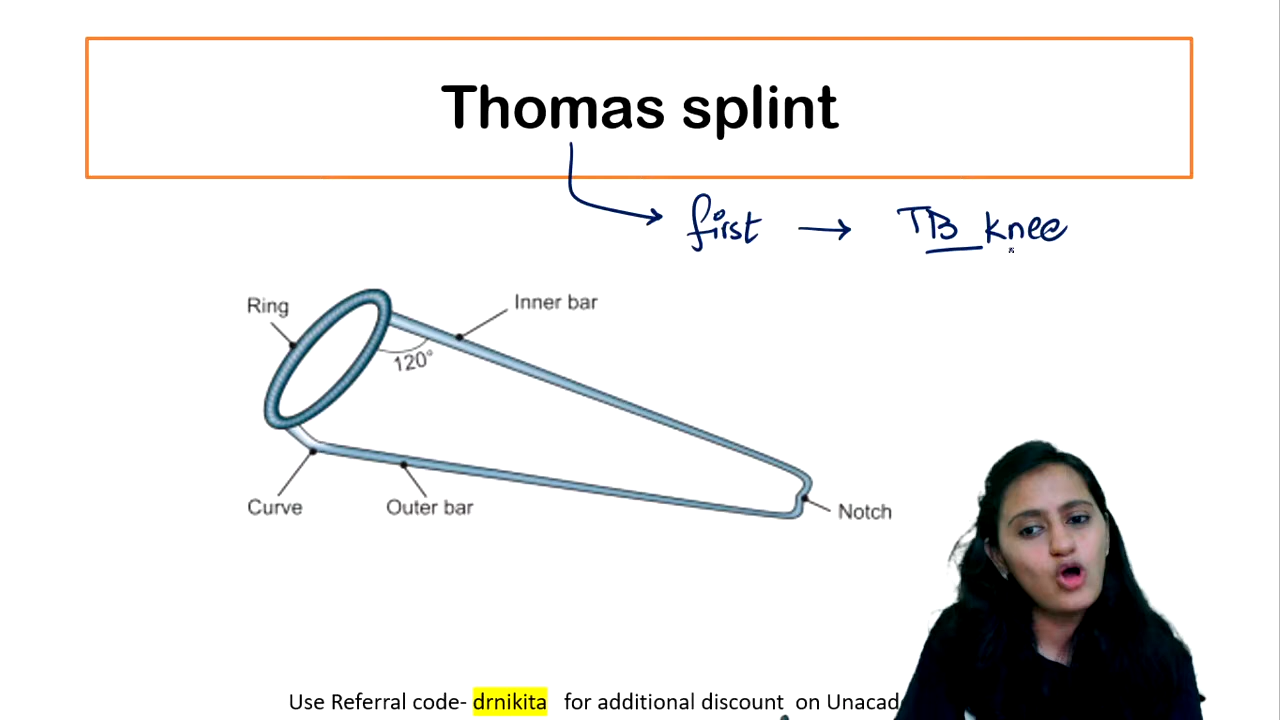 Thomas splint
first → TB knee
Ring
Inner bar
120°
Curve
Outer bar
Notch
Use Referral code- drnikita for additional discount on Unacad